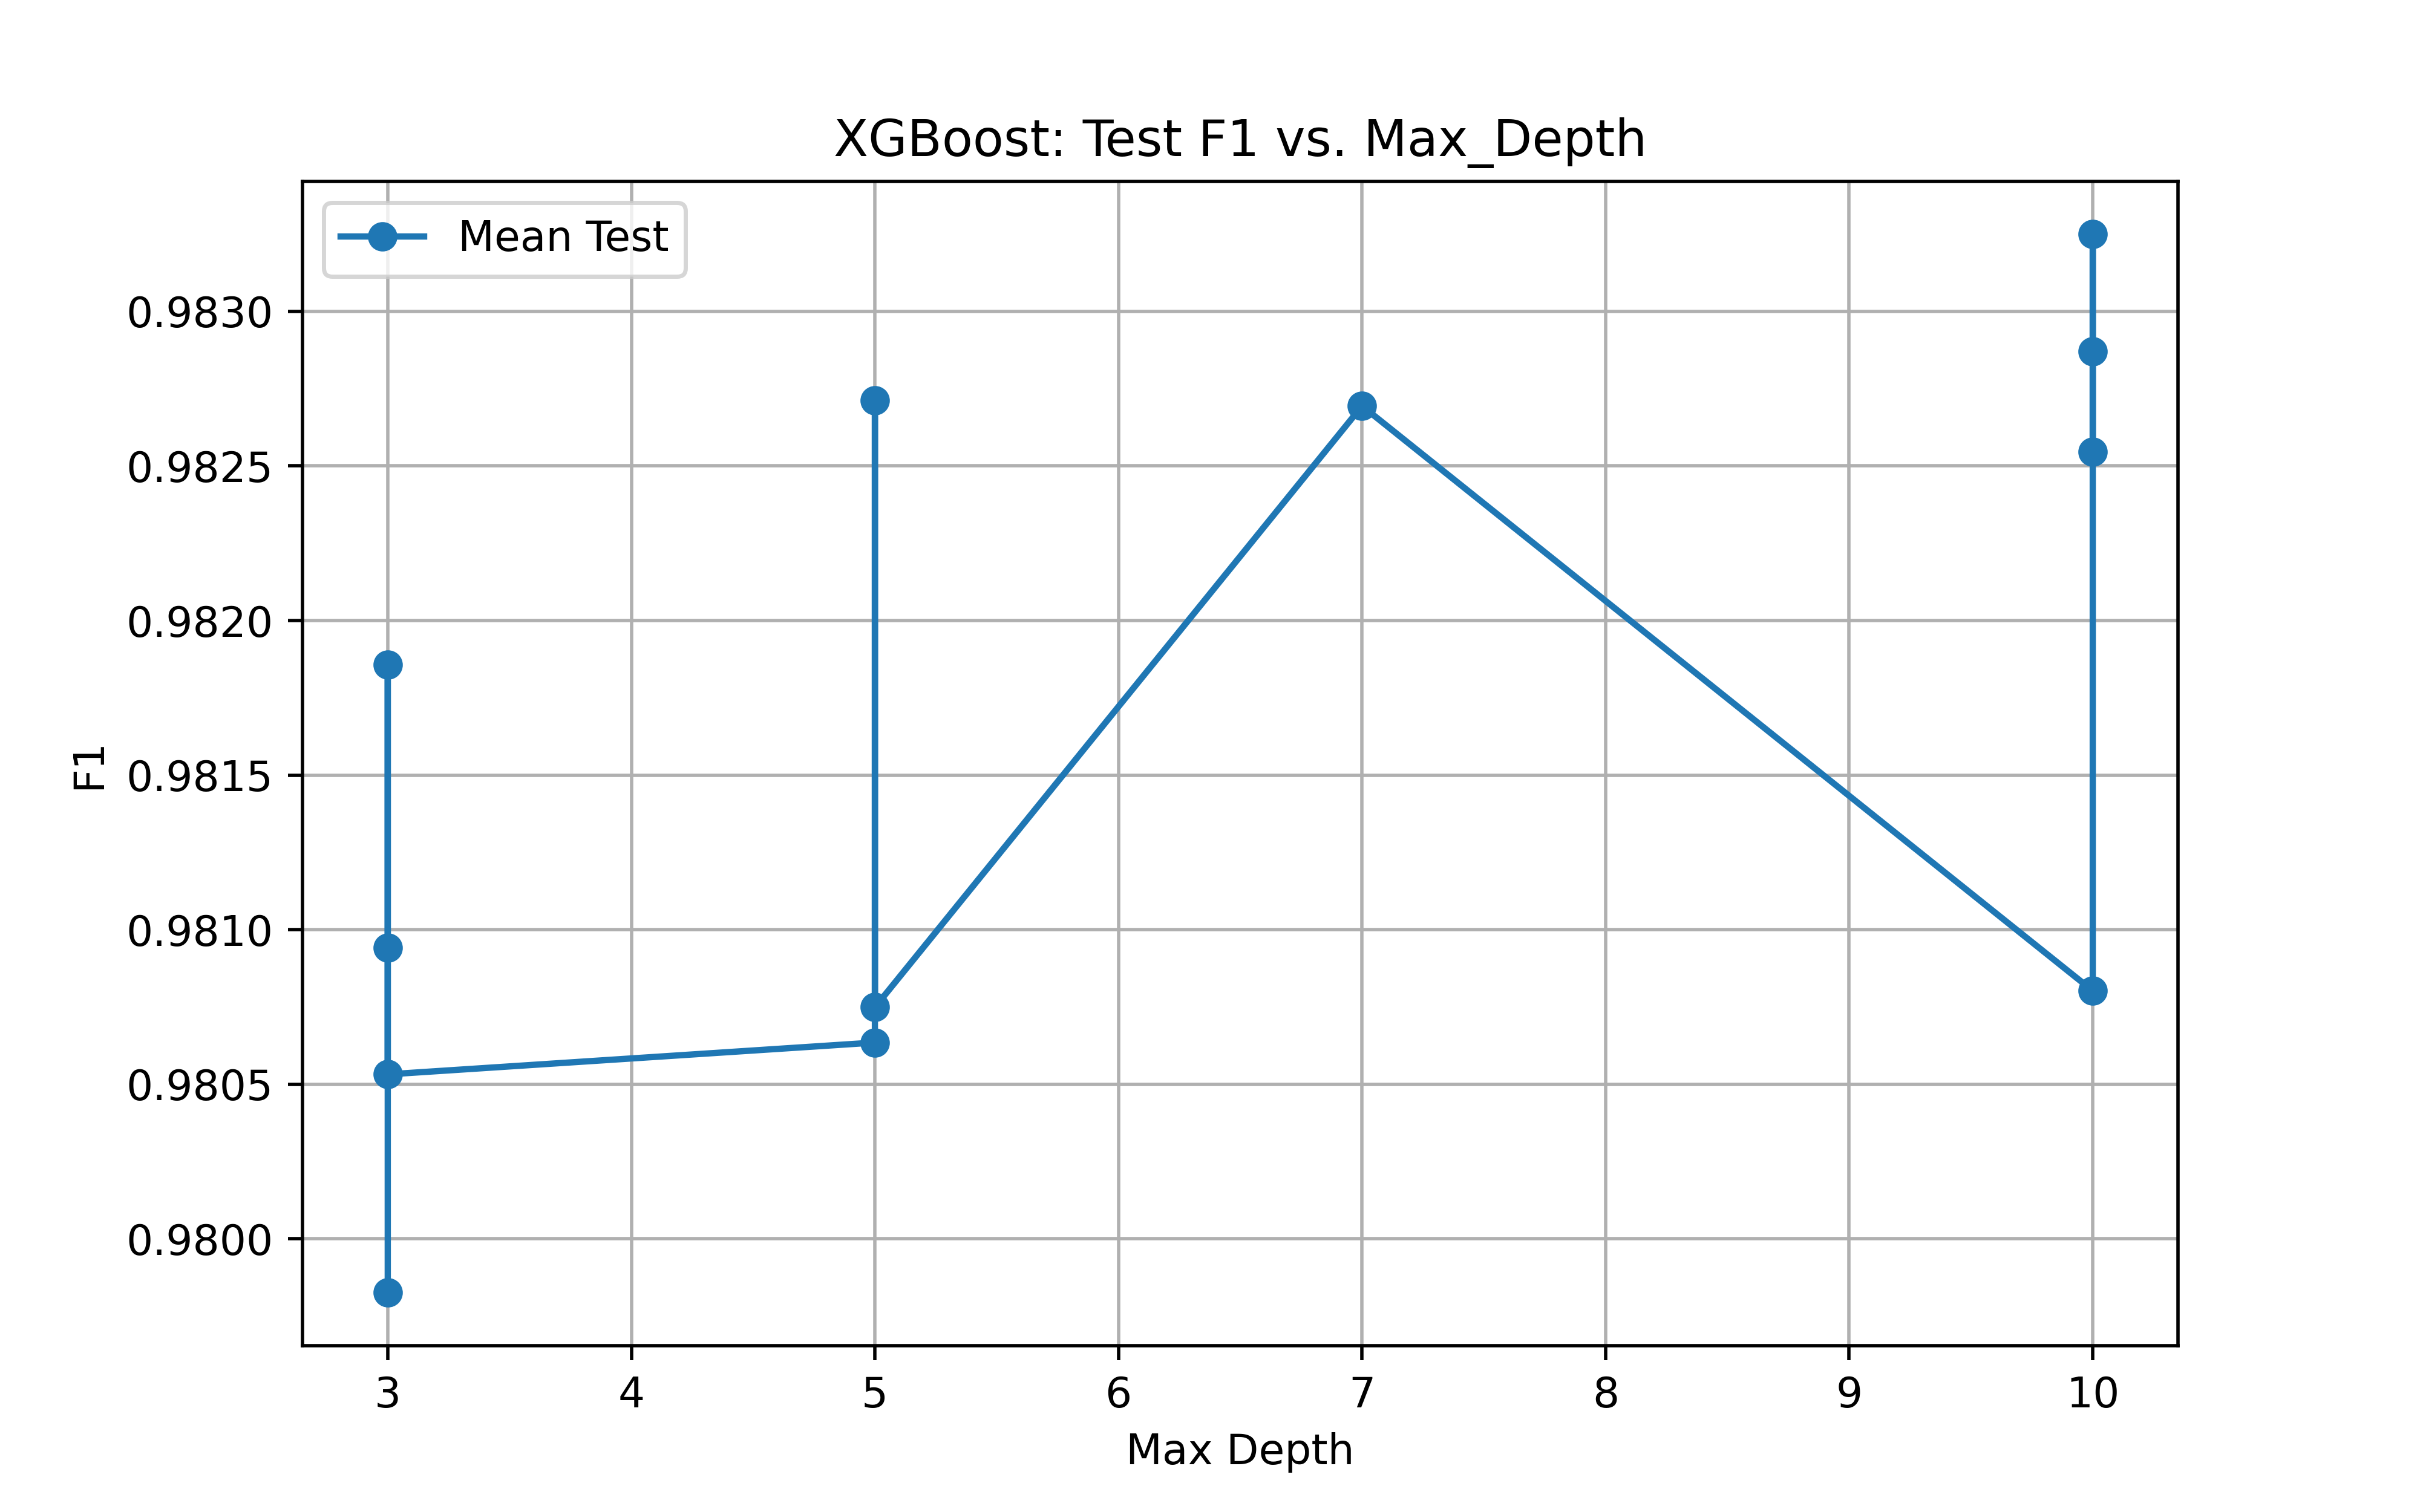 XGBoost: Test F1 vs. Max_Depth
Mean Test
0.9830
0.9825
0.9820
0.9815
0.9810
0.9805
0.9800
F1
3 4 5 6 7 8 9 10
Max Depth